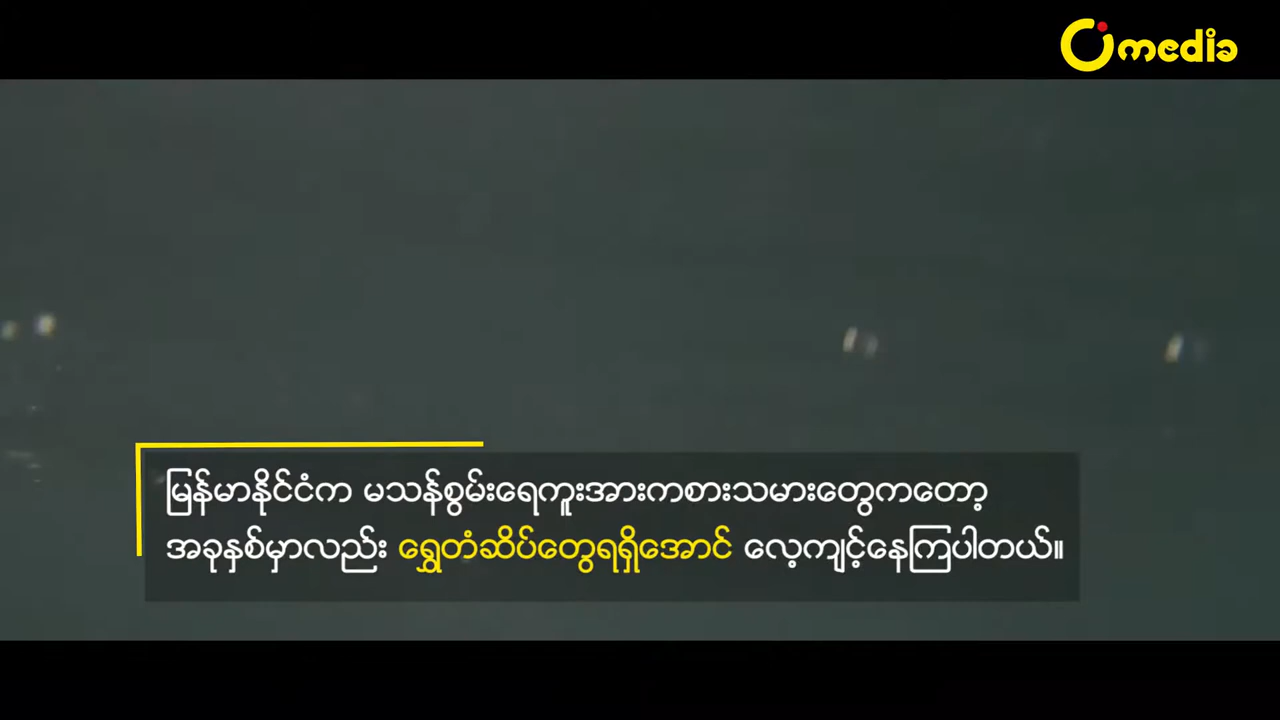 media
မြန်မာနိုင်ငံက မသန်စွမ်းရေကူးအားကစားသမားတွေကတော့
အခုနှစ်မှာလည်း ရွှေတံဆိပ်တွေရရှိအောင် လေ့ကျင့်နေကြပါတယ်။